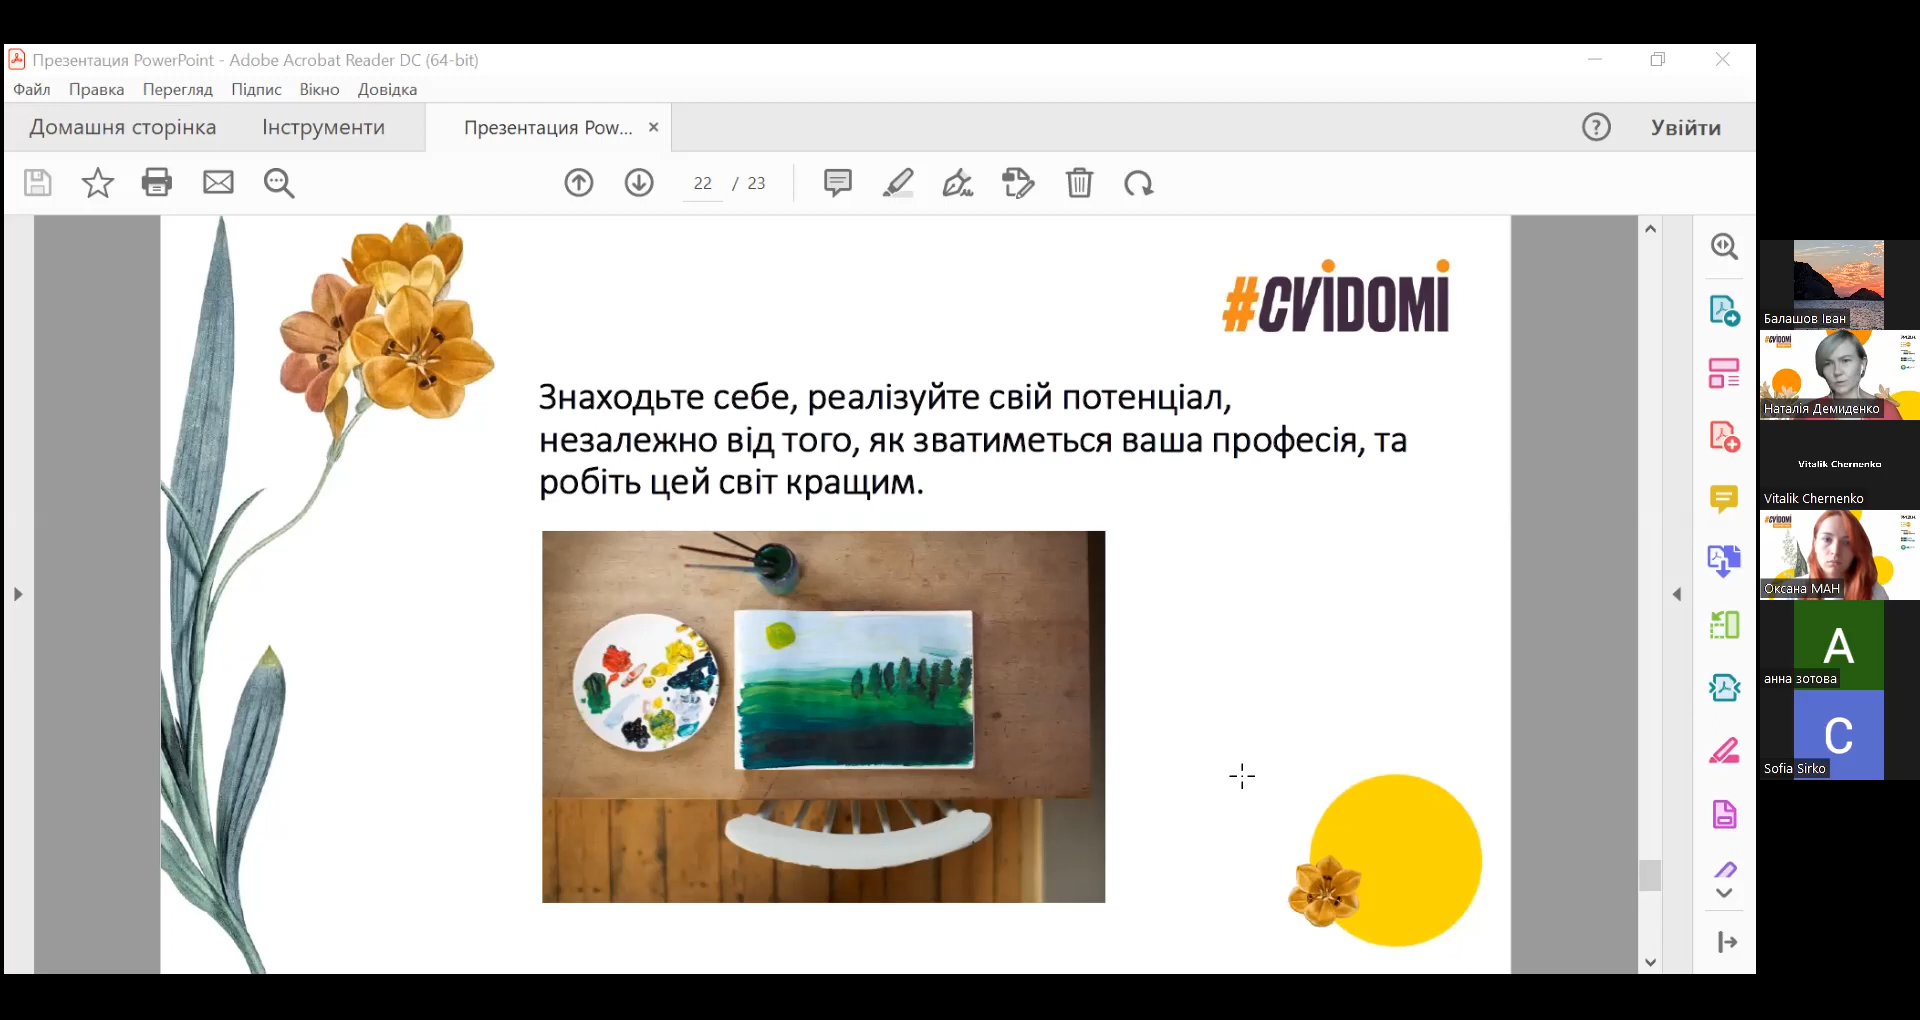 Презентация PowerPoint - Adobe Acrobat Reader DC (64-bit)
Файл Правка Перегляд Підпис Вікно Довідка
Домашня сторінка Інструменти Презентация Pow... Увійти
22 / 23
#CVIDOMI
Знаходьте себе, реалізуйте свій потенціал,
незалежно від того, як зватиметься ваша професія, та
робіть цей світ кращим.
Балашов Іван
#CVIDOMI
Наталія Демиденко
Vitalik Chernenko
Vitalik Chernenko
#CVIDOMI
Оксана МАН
А
анна зотова
С
Sofia Sirko